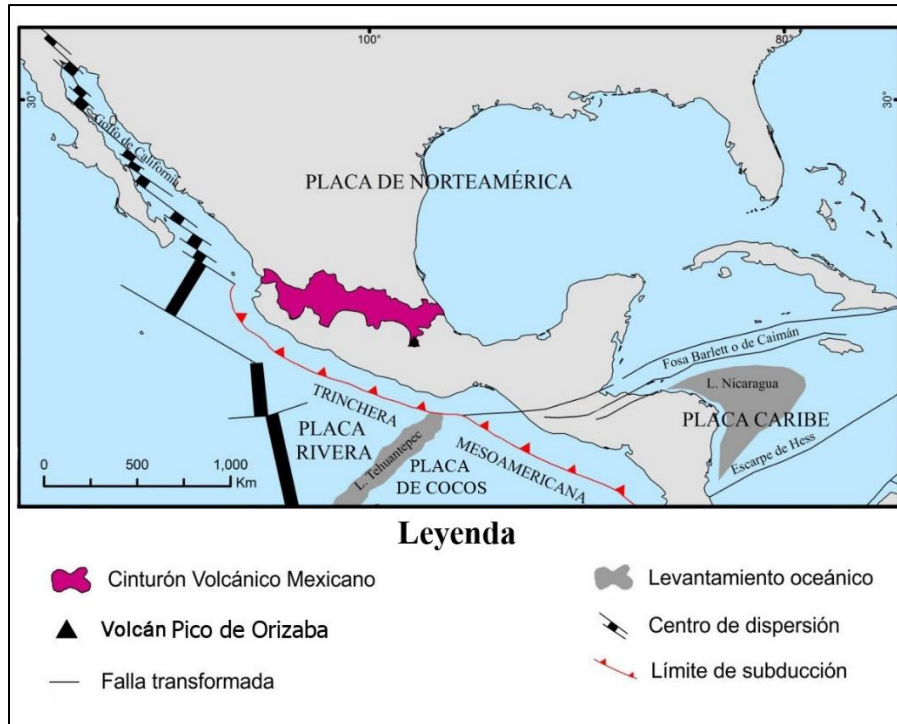 100°
80°
30°
30°
Golfo de California
PLACA DE NORTEAMÉRICA
Fosa Barlett o de Caimán
L. Nicaragua
PLACA CARIBE
Escarpe de Hess
TRINCHERA
MESOAMERICANA
PLACA
RIVERA
L. Tehuantepec
PLACA
DE COCOS
0 500 1,000
Km
Leyenda
Cinturón Volcánico Mexicano
Volcán Pico de Orizaba
Falla transformada
Levantamiento oceánico
Centro de dispersión
Límite de subducción